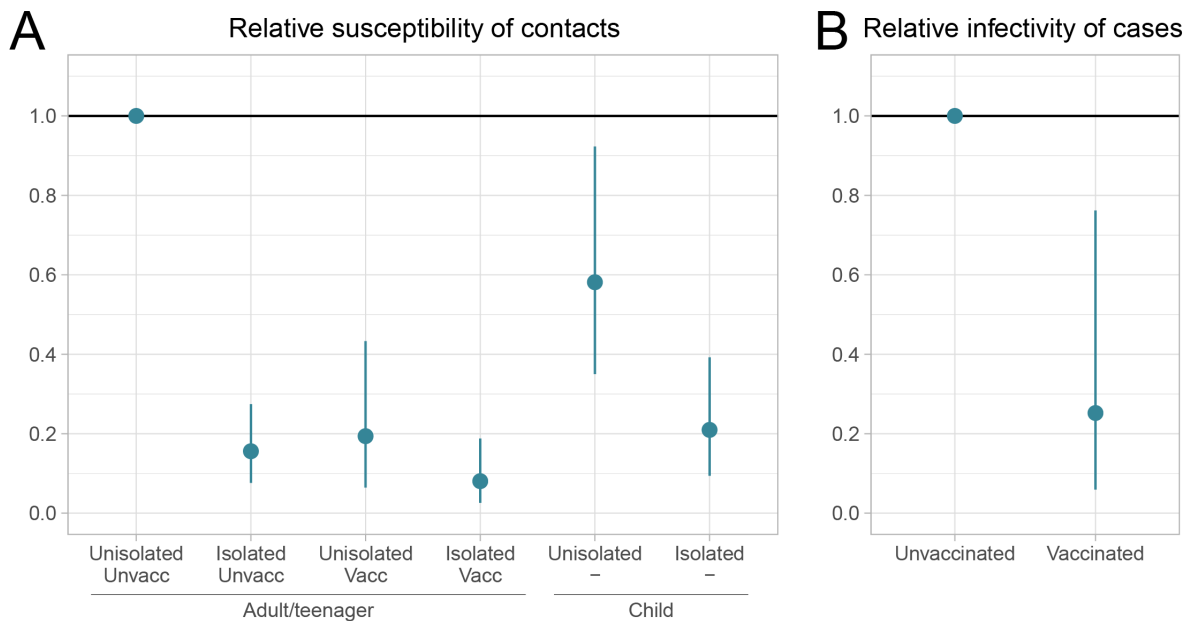 A Relative susceptibility of contacts
1.0
0.8
0.6
0.4
0.2
0.0
Unisolated Isolated Unisolated Isolated Unisolated Isolated
Unvacc Unvacc Vacc Vacc – –
Adult/teenager Child
B Relative infectivity of cases
1.0
0.8
0.6
0.4
0.2
0.0
Unvaccinated Vaccinated